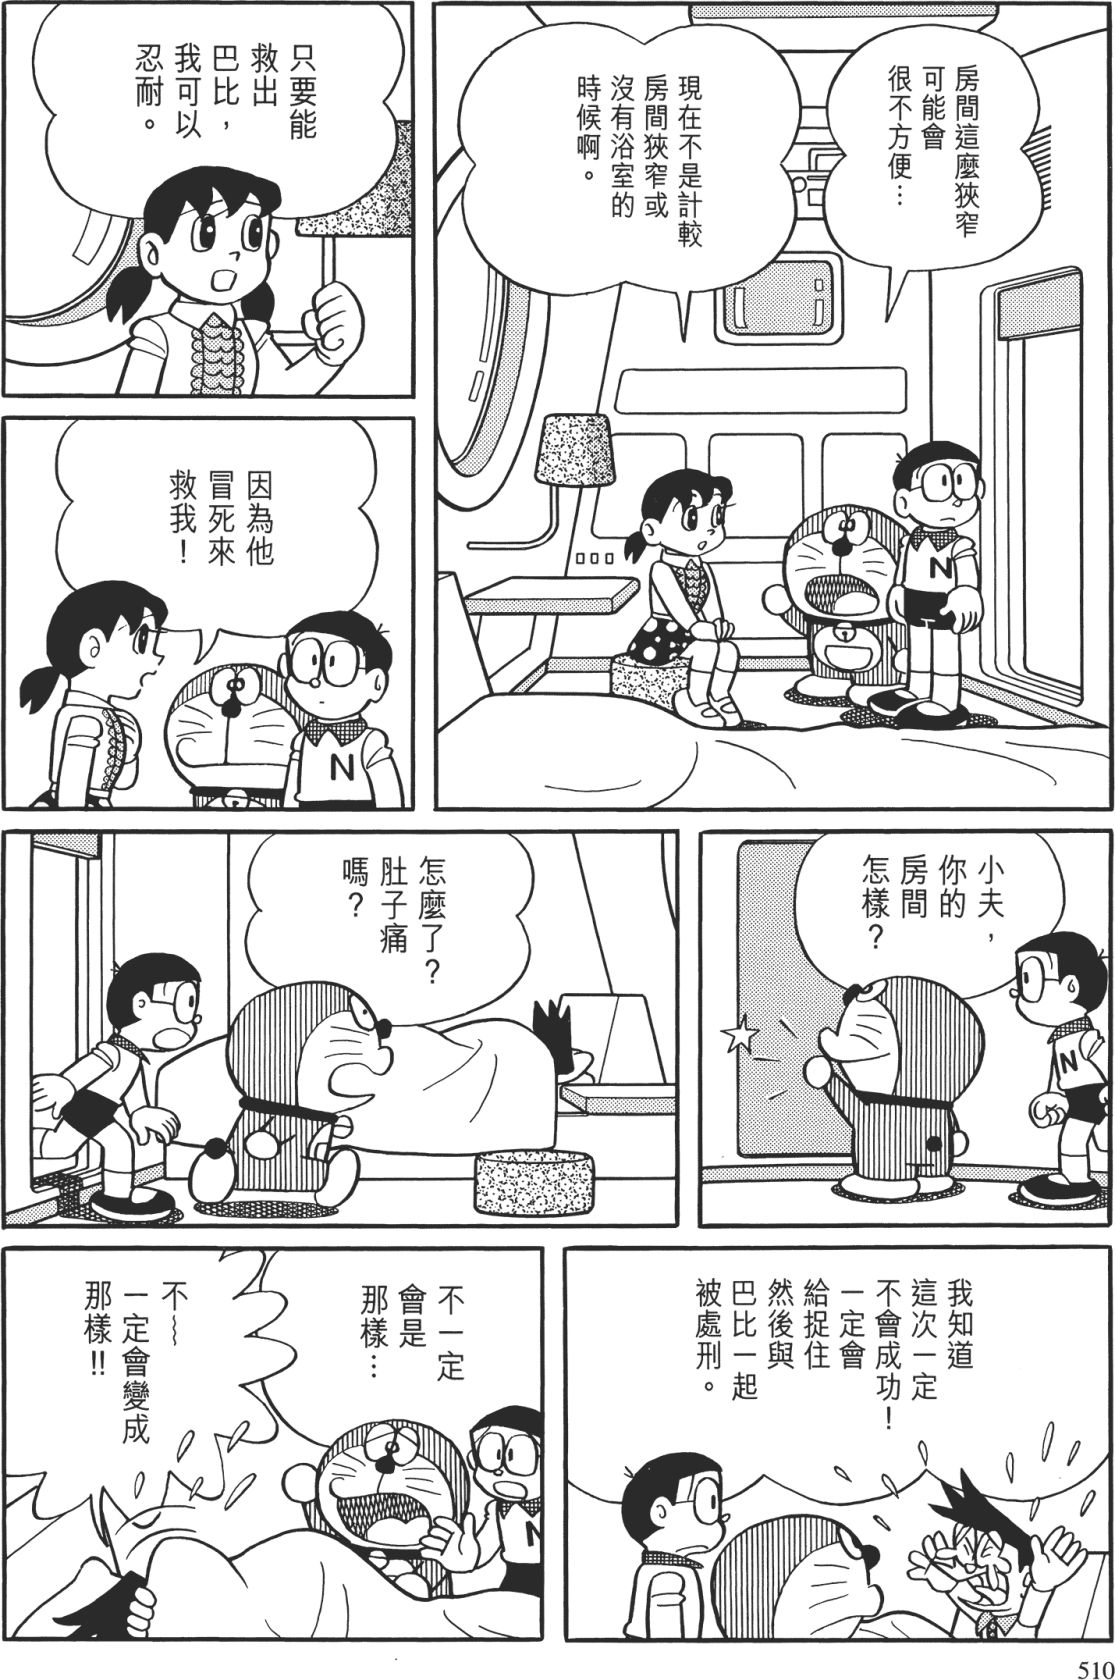 房間這麼狹窄
可能會
很不方便…
現在不是計較
房間狹窄或
沒有浴室的
時候啊。
只要能
救出
巴比，
我可以
忍耐。
因為他
冒死來
救我！
小夫，
你的
房間
怎樣？
怎麼了？
肚子痛
嗎？
我知道
這次一定
不會成功！
一定會
給捉住
然後與
巴比一起
被處刑。
不一定
會是
那樣…
不～
一定會變成
那樣!!
N
N
N
N
510